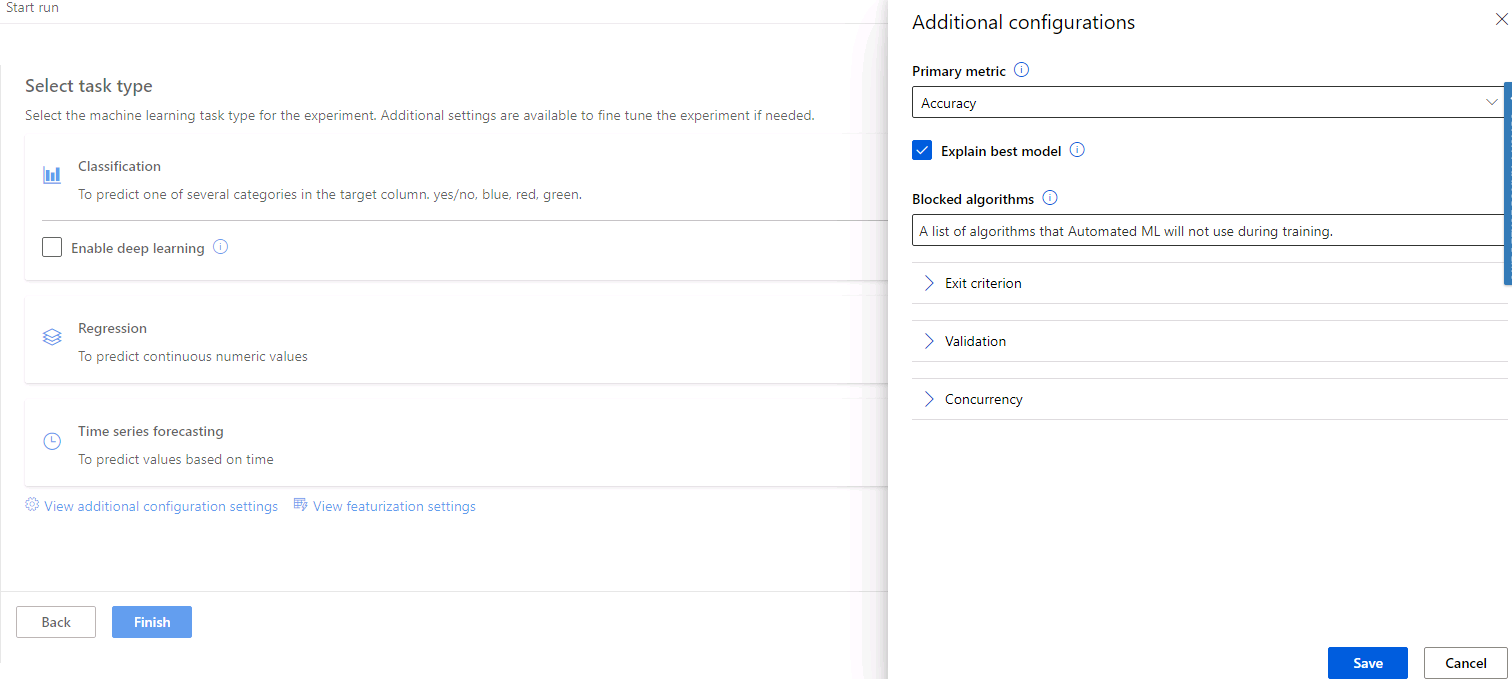 Start run
Select task type
Select the machine learning task type for the experiment. Additional settings are available to fine tune the experiment if needed.
Classification
To predict one of several categories in the target column. yes/no, blue, red, green.
Enable deep learning
Regression
To predict continuous numeric values
Time series forecasting
To predict values based on time
View additional configuration settings View featurization settings
Back Finish
Additional configurations
Primary metric
Accuracy
Explain best model
Blocked algorithms
A list of algorithms that Automated ML will not use during training.
Exit criterion
Validation
Concurrency
Save Cancel